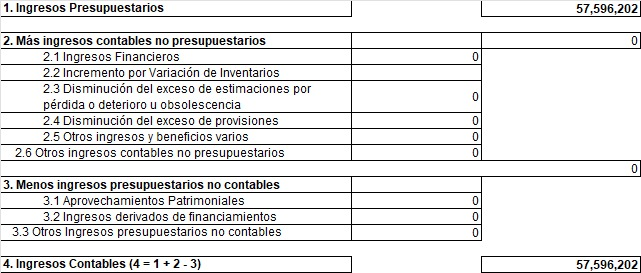 1. Ingresos Presupuestarios 57,596,202
2. Más ingresos contables no presupuestarios 0
2.1 Ingresos Financieros 0
2.2 Incremento por Variación de Inventarios
2.3 Disminución del exceso de estimaciones por
pérdida o deterioro u obsolescencia 0
2.4 Disminución del exceso de provisiones 0
2.5 Otros ingresos y beneficios varios 0
2.6 Otros ingresos contables no presupuestarios 0
0
3. Menos ingresos presupuestarios no contables
3.1 Aprovechamientos Patrimoniales 0
3.2 Ingresos derivados de financiamientos 0
3.3 Otros Ingresos presupuestarios no contables 0
4. Ingresos Contables (4 = 1 + 2 - 3) 57,596,202